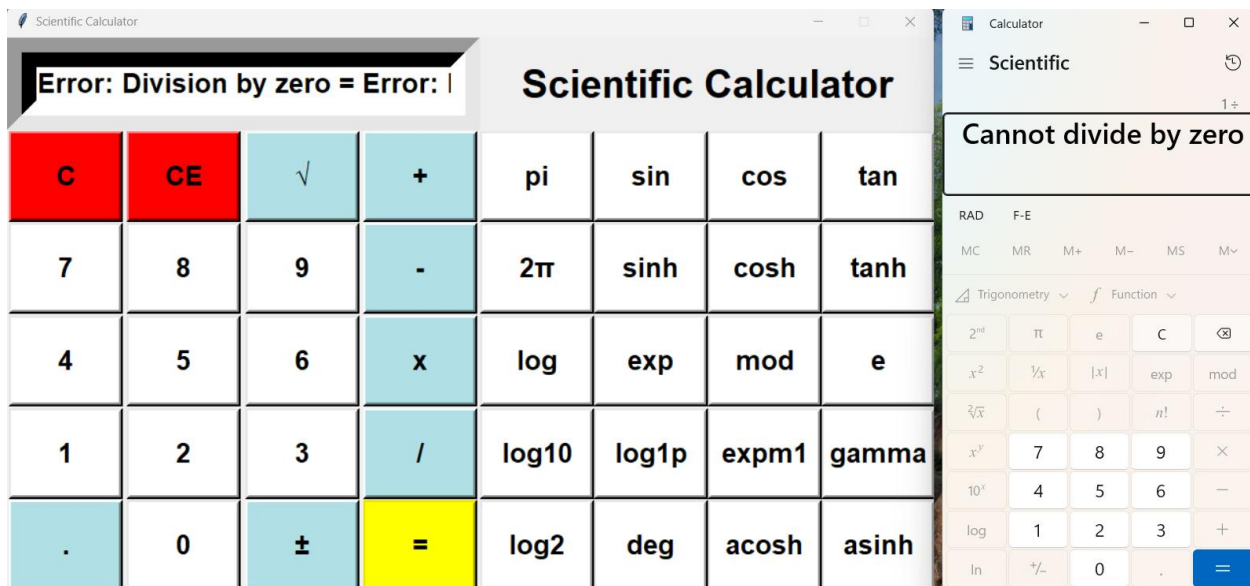 Scientific Calculator
Error: Division by zero = Error:
Scientific Calculator
C CE √ + pi sin cos tan
7 8 9 - 2π sinh cosh tanh
4 5 6 x log exp mod e
1 2 3 / log10 log1p expm1 gamma
. 0 ± = log2 deg acosh asinh
Calculator
Scientific
1 ÷
Cannot divide by zero
RAD F-E
MC MR M+ M− MS M˅
Trigonometry f Function
2ⁿᵈ π e C
x² ¹⁄x |x| exp mod
²√x ( ) n! ÷
xʸ 7 8 9 ×
10ˣ 4 5 6 −
log 1 2 3 +
ln +/− 0 . =